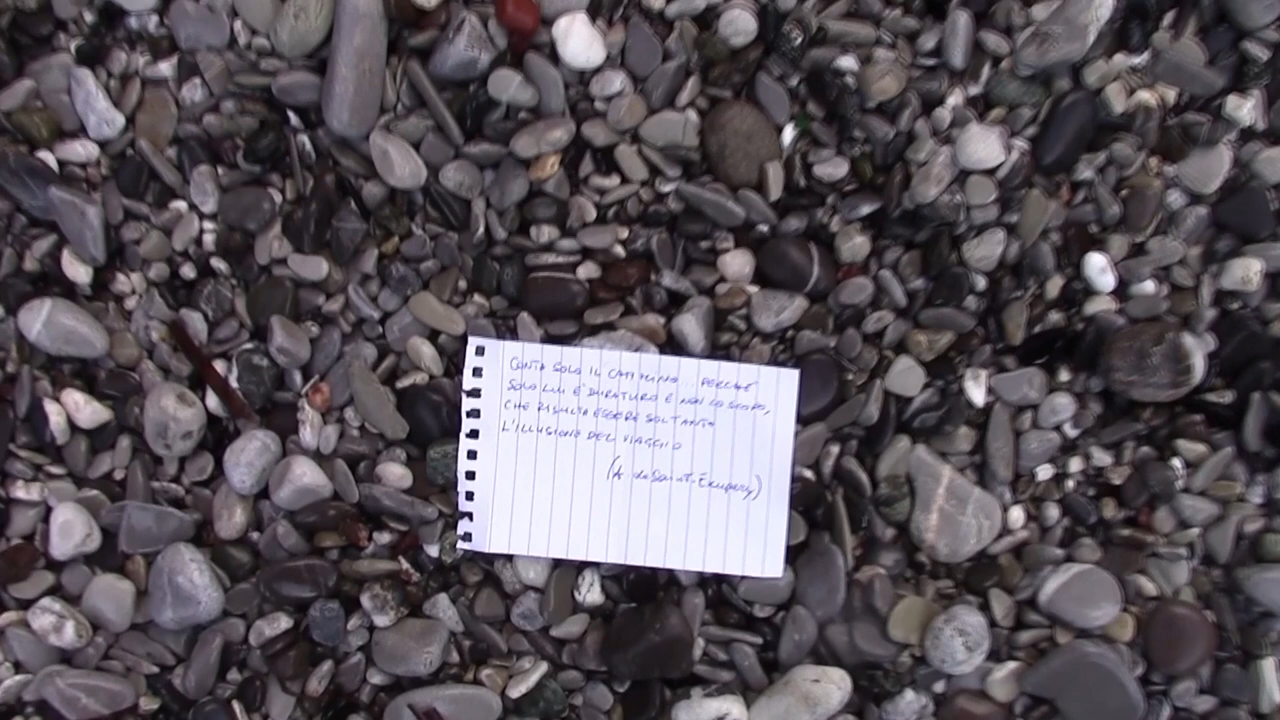 CONTA SOLO IL CAMMINO... PERCHÉ
SOLO LUI È DURATURO E NON LO SCOPO,
CHE RISULTA ESSERE SOLTANTO
L'ILLUSIONE DEL VIAGGIO
(A. de Saint-Exupery)